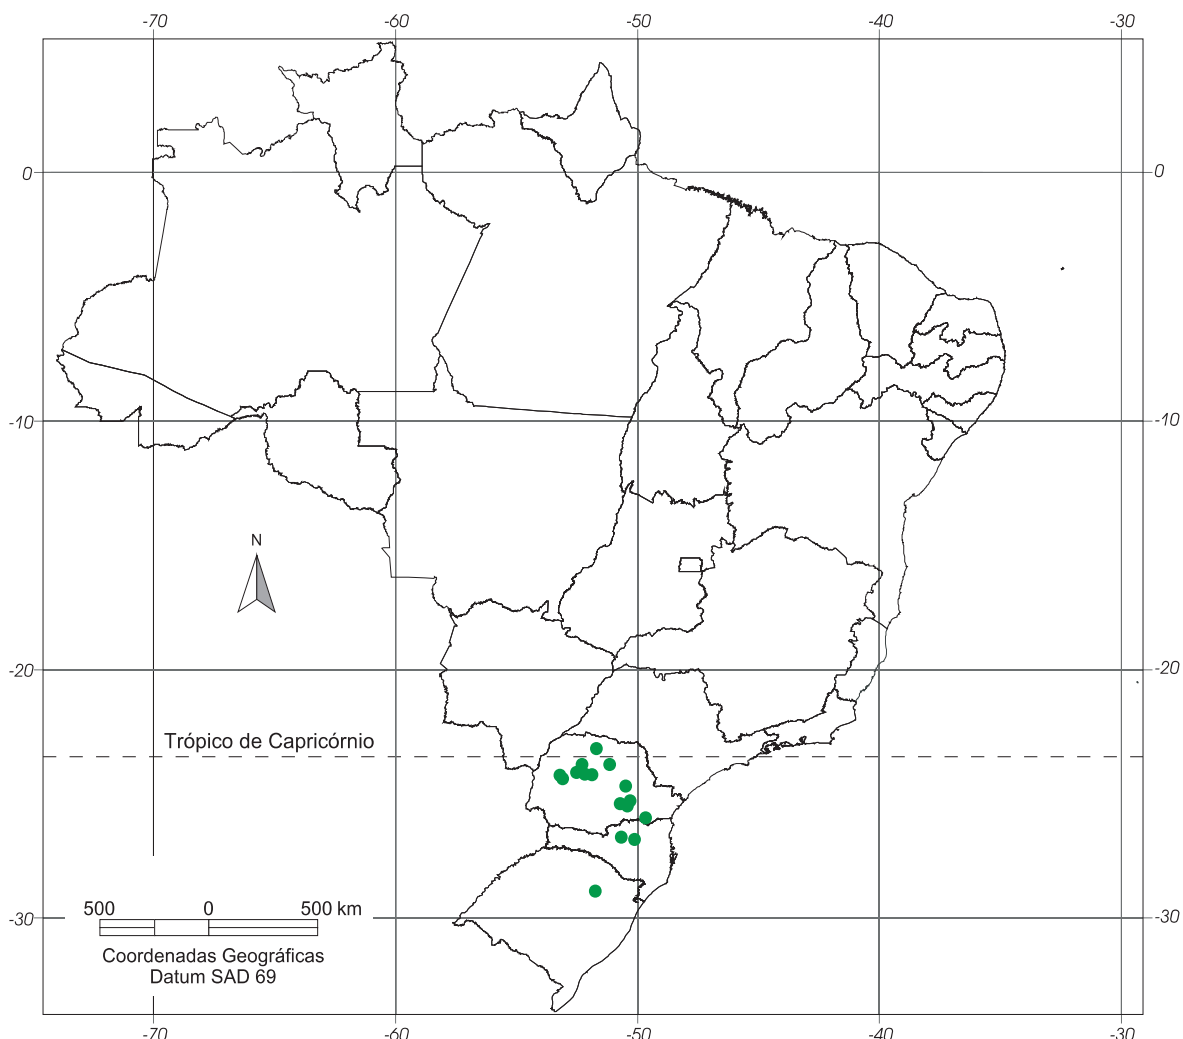 -70 -60 -50 -40 -30
0 0
-10 -10
N
-20 -20
Trópico de Capricórnio
500 0 500 km
-30 -30
Coordenadas Geográficas
Datum SAD 69
-70 -60 -50 -40 -30